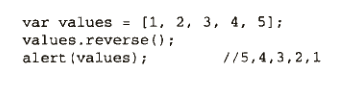 var values = [1, 2, 3, 4, 5];
values.reverse();
alert(values);          //5,4,3,2,1